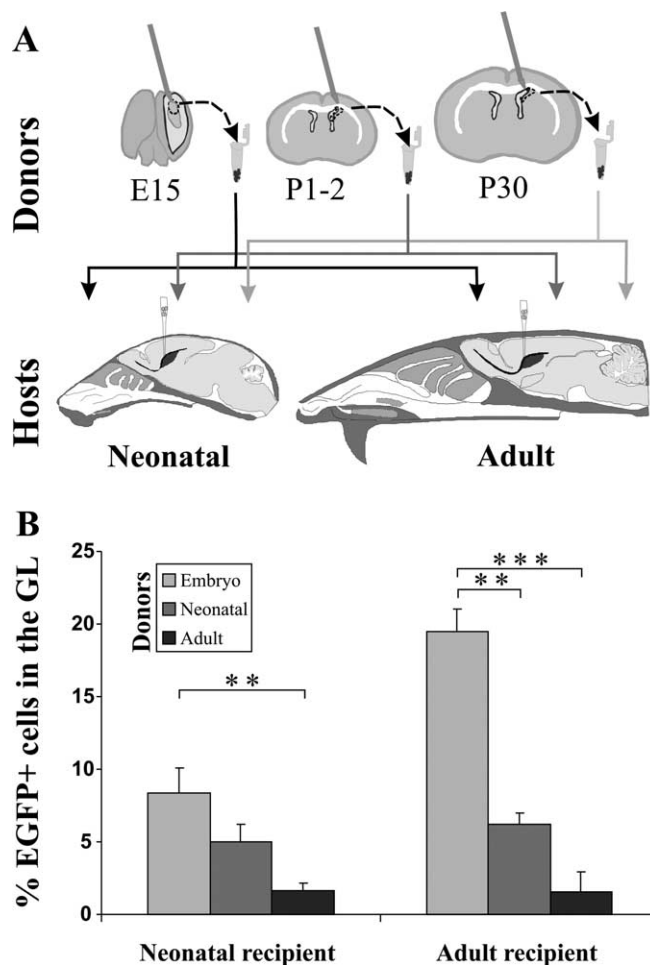 A
Donors
E15
P1-2
P30
Hosts
Neonatal
Adult
B
% EGFP+ cells in the GL
25
20
15
10
5
0
Donors
Embryo
Neonatal
Adult
**
***
**
Neonatal recipient
Adult recipient